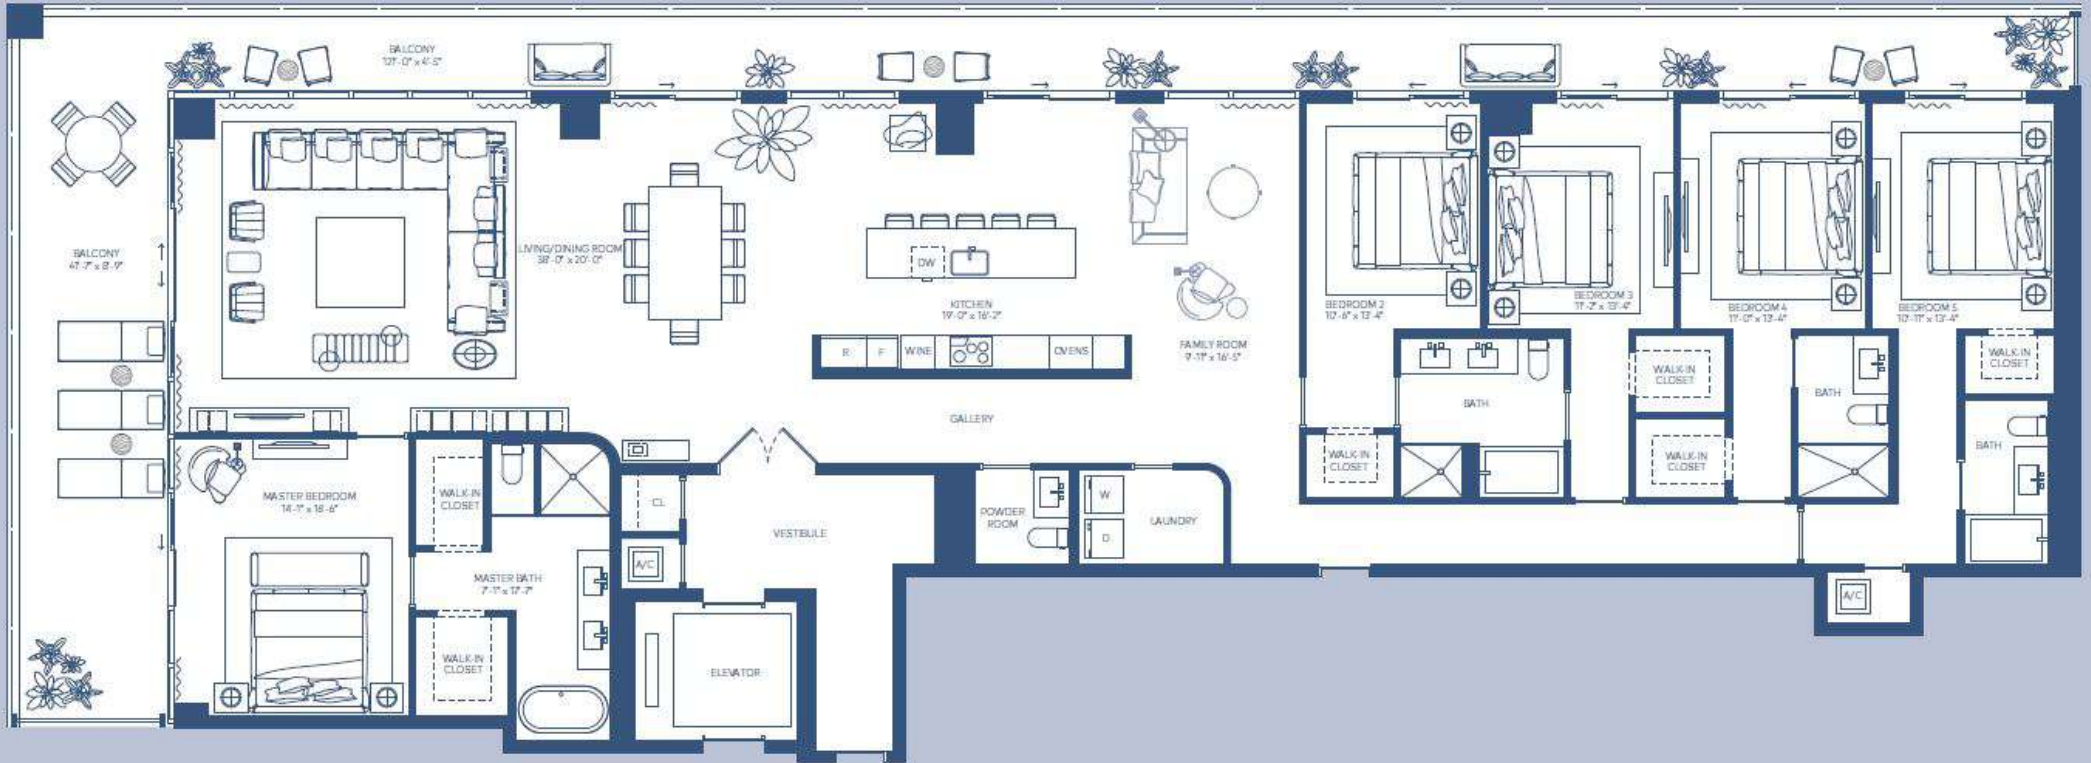 BALCONY
121'-0" x 4'-5"
BALCONY
47'-7" x 8'-9"
LIVING/DINING ROOM
38'-0" x 20'-0"
DW
KITCHEN
19'-0" x 16'-2"
R
F
WINE
OVENS
FAMILY ROOM
9'-11" x 16'-5"
GALLERY
BEDROOM 2
10'-6" x 13'-4"
BEDROOM 3
11'-2" x 13'-4"
BEDROOM 4
11'-0" x 13'-4"
BEDROOM 5
10'-11" x 13'-4"
BATH
WALK-IN
CLOSET
WALK-IN
CLOSET
WALK-IN
CLOSET
BATH
WALK-IN
CLOSET
BATH
MASTER BEDROOM
14'-1" x 18'-6"
WALK-IN
CLOSET
CL
A/C
VESTIBULE
POWDER
ROOM
W
D
LAUNDRY
MASTER BATH
7'-1" x 17'-7"
WALK-IN
CLOSET
ELEVATOR
A/C